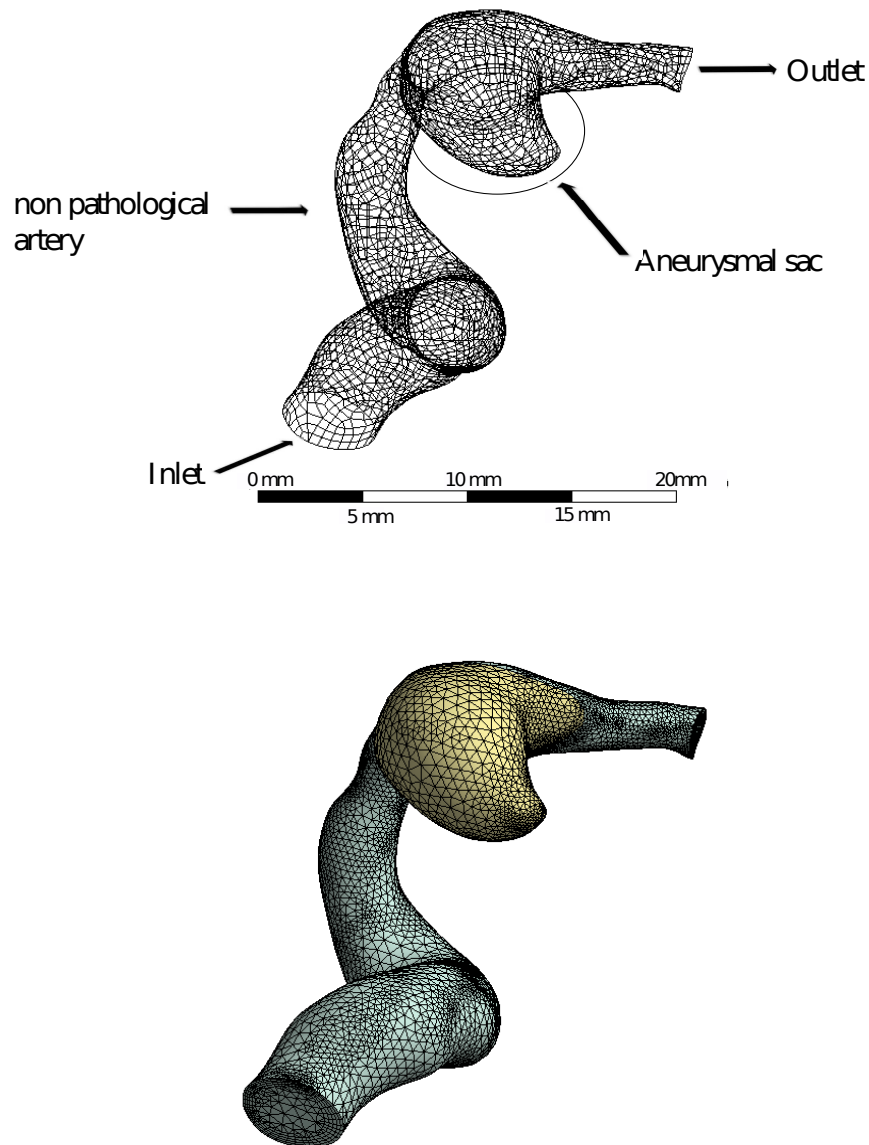 Outlet
non pathological
artery
Aneurysmal sac
Inlet
0 mm 10 mm 20mm
5 mm 15 mm